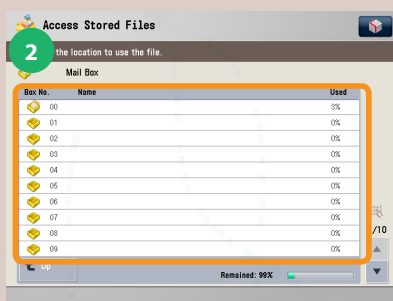 Access Stored Files
2
the location to use the file.
Mail Box
Box No. Name Used
00 3%
01 0%
02 0%
03 0%
04 0%
05 0%
06 0%
07 0%
08 0%
09 0%
/10
Up
Remained: 99%